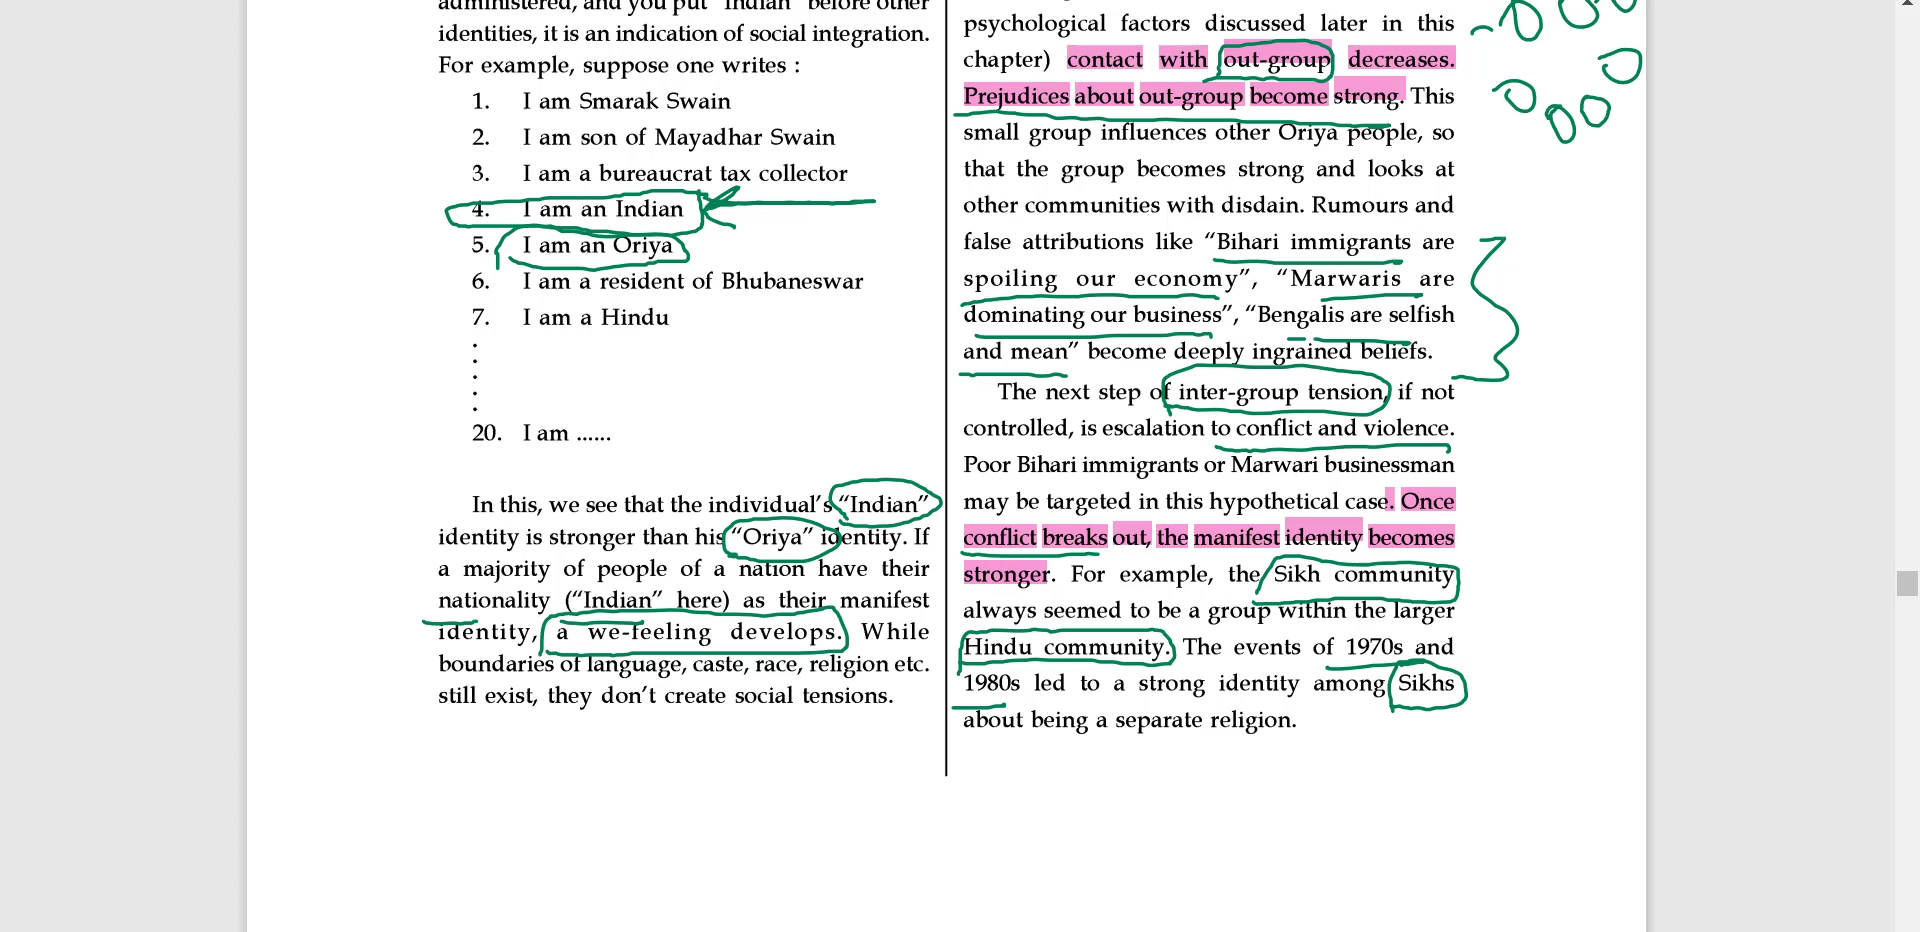 administered, and you put "Indian" before other
identities, it is an indication of social integration.
For example, suppose one writes :
1. I am Smarak Swain
2. I am son of Mayadhar Swain
3. I am a bureaucrat tax collector
4. I am an Indian
5. I am an Oriya
6. I am a resident of Bhubaneswar
7. I am a Hindu
.
.
.
.
.
20. I am ......
In this, we see that the individual's "Indian"
identity is stronger than his "Oriya" identity. If
a majority of people of a nation have their
nationality ("Indian" here) as their manifest
identity, a we-feeling develops. While
boundaries of language, caste, race, religion etc.
still exist, they don't create social tensions.
psychological factors discussed later in this
chapter) contact with out-group decreases.
Prejudices about out-group become strong. This
small group influences other Oriya people, so
that the group becomes strong and looks at
other communities with disdain. Rumours and
false attributions like "Bihari immigrants are
spoiling our economy", "Marwaris are
dominating our business", "Bengalis are selfish
and mean" become deeply ingrained beliefs.
The next step of inter-group tension, if not
controlled, is escalation to conflict and violence.
Poor Bihari immigrants or Marwari businessman
may be targeted in this hypothetical case. Once
conflict breaks out, the manifest identity becomes
stronger. For example, the Sikh community
always seemed to be a group within the larger
Hindu community. The events of 1970s and
1980s led to a strong identity among Sikhs
about being a separate religion.